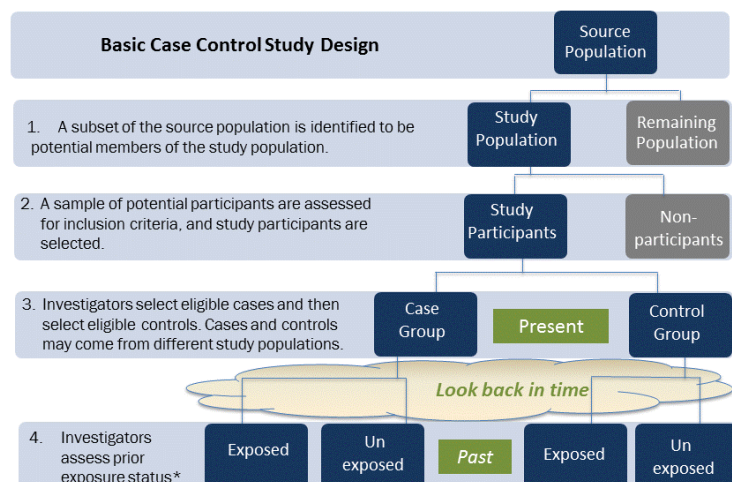 Basic Case Control Study Design
Source
Population
1. A subset of the source population is identified to be
potential members of the study population.
Study
Population
Remaining
Population
2. A sample of potential participants are assessed
for inclusion criteria, and study participants are
selected.
Study
Participants
Non-
participants
3. Investigators select eligible cases and then
select eligible controls. Cases and controls
may come from different study populations.
Case
Group
Present
Control
Group
Look back in time
4. Investigators
assess prior
exposure status*
Exposed
Un
exposed
Past
Exposed
Un
exposed